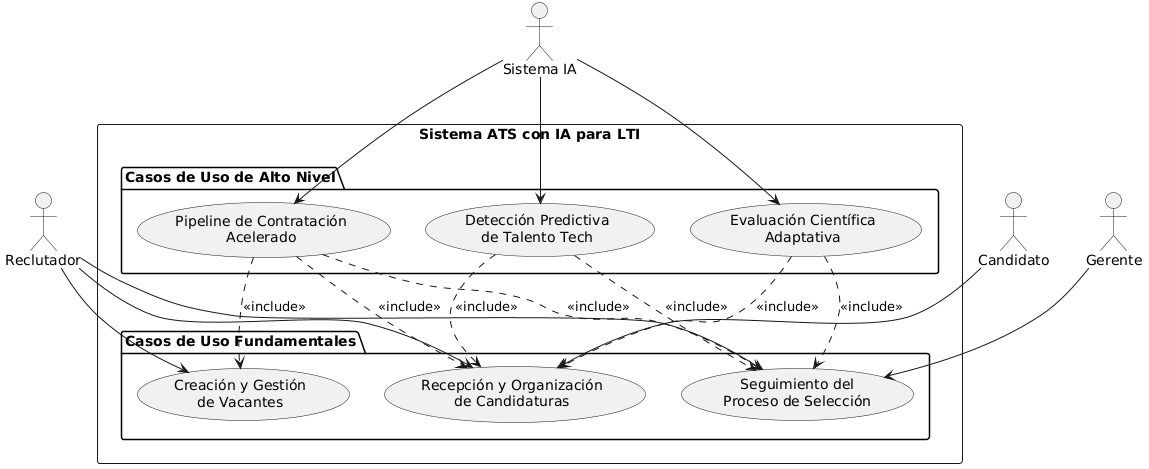 Sistema IA
Sistema ATS con IA para LTI
Casos de Uso de Alto Nivel
Pipeline de Contratación
Acelerado
Detección Predictiva
de Talento Tech
Evaluación Científica
Adaptativa
Reclutador
Candidato
Gerente
«include»
«include»
«include»
«include»
«include»
«include»
«include»
Casos de Uso Fundamentales
Creación y Gestión
de Vacantes
Recepción y Organización
de Candidaturas
Seguimiento del
Proceso de Selección